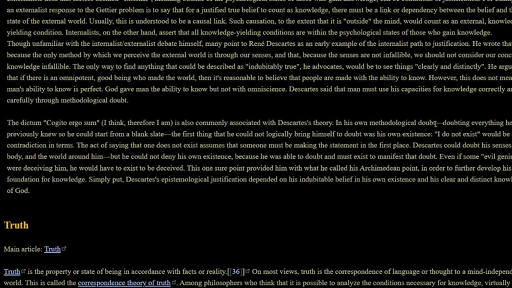 an externalist response to the Gettier problem is to say that for a justified true belief to count as knowledge, there must be a link or dependency between the belief and t
state of the external world. Usually, this is understood to be a causal link. Such causation, to the extent that it is "outside" the mind, would count as an external, knowled
yielding condition. Internalists, on the other hand, assert that all knowledge-yielding conditions are within the psychological states of those who gain knowledge.
Though unfamiliar with the internalist/externalist debate himself, many point to René Descartes as an early example of the internalist path to justification. He wrote tha
because the only method by which we perceive the external world is through our senses, and that, because the senses are not infallible, we should not consider our conc
knowledge infallible. The only way to find anything that could be described as "indubitably true", he advocates, would be to see things "clearly and distinctly". He argu
that if there is an omnipotent, good being who made the world, then it's reasonable to believe that people are made with the ability to know. However, this does not mea
man's ability to know is perfect. God gave man the ability to know but not with omniscience. Descartes said that man must use his capacities for knowledge correctly an
carefully through methodological doubt.
The dictum "Cogito ergo sum" (I think, therefore I am) is also commonly associated with Descartes's theory. In his own methodological doubt—doubting everything he
previously knew so he could start from a blank slate—the first thing that he could not logically bring himself to doubt was his own existence: "I do not exist" would be
contradiction in terms. The act of saying that one does not exist assumes that someone must be making the statement in the first place. Descartes could doubt his senses
body, and the world around him—but he could not deny his own existence, because he was able to doubt and must exist to manifest that doubt. Even if some "evil geni
were deceiving him, he would have to exist to be deceived. This one sure point provided him with what he called his Archimedean point, in order to further develop his
foundation for knowledge. Simply put, Descartes's epistemological justification depended on his indubitable belief in his own existence and his clear and distinct know
of God.
Truth
Main article: Truth
Truth is the property or state of being in accordance with facts or reality.[[36]] On most views, truth is the correspondence of language or thought to a mind-independ
world. This is called the correspondence theory of truth. Among philosophers who think that it is possible to analyze the conditions necessary for knowledge, virtually